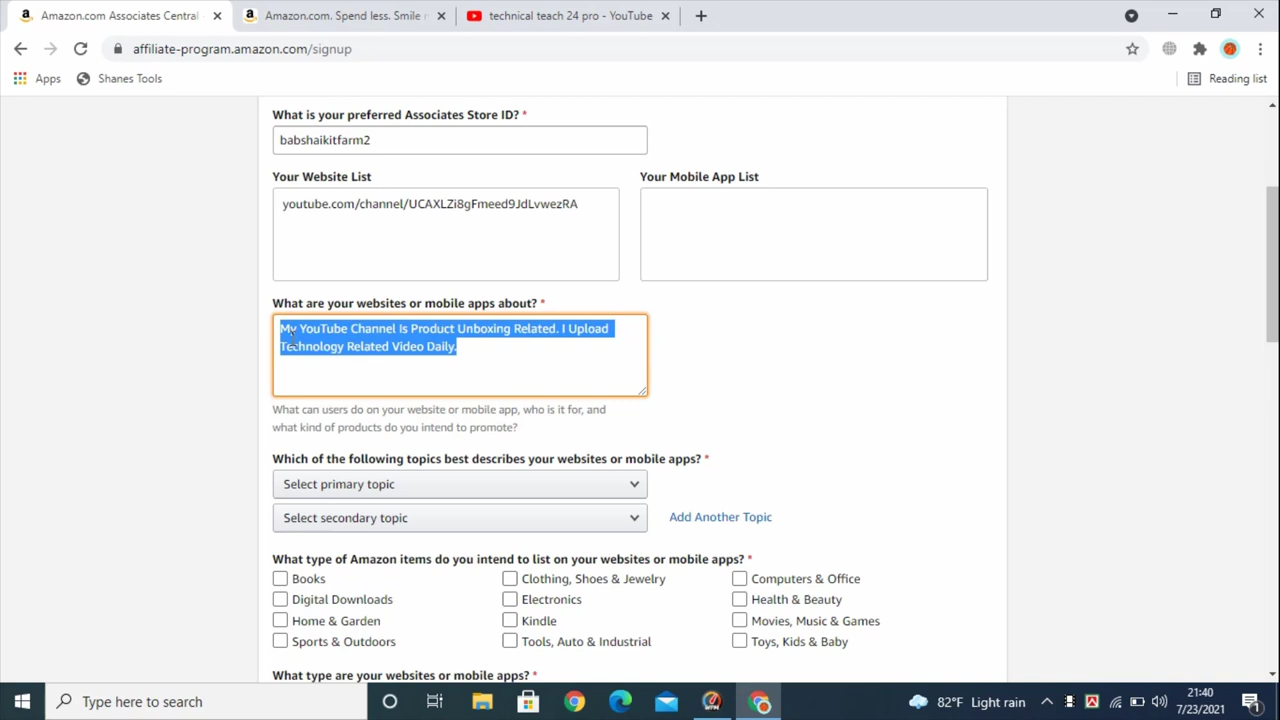 Amazon.com Associates Central
Amazon.com. Spend less. Smile
technical teach 24 pro - YouTube
affiliate-program.amazon.com/signup
Apps
Shanes Tools
Reading list
What is your preferred Associates Store ID? *
babshaikitfarm2
Your Website List
Your Mobile App List
youtube.com/channel/UCAXLZi8gFmeed9JdLvwezRA
What are your websites or mobile apps about? *
My YouTube Channel Is Product Unboxing Related. I Upload
Technology Related Video Daily.
What can users do on your website or mobile app, who is it for, and
what kind of products do you intend to promote?
Which of the following topics best describes your websites or mobile apps? *
Select primary topic
Select secondary topic
Add Another Topic
What type of Amazon items do you intend to list on your websites or mobile apps? *
Books
Clothing, Shoes & Jewelry
Computers & Office
Digital Downloads
Electronics
Health & Beauty
Home & Garden
Kindle
Movies, Music & Games
Sports & Outdoors
Tools, Auto & Industrial
Toys, Kids & Baby
What type are your websites or mobile apps? *
Type here to search
82°F Light rain
21:40
7/23/2021
1